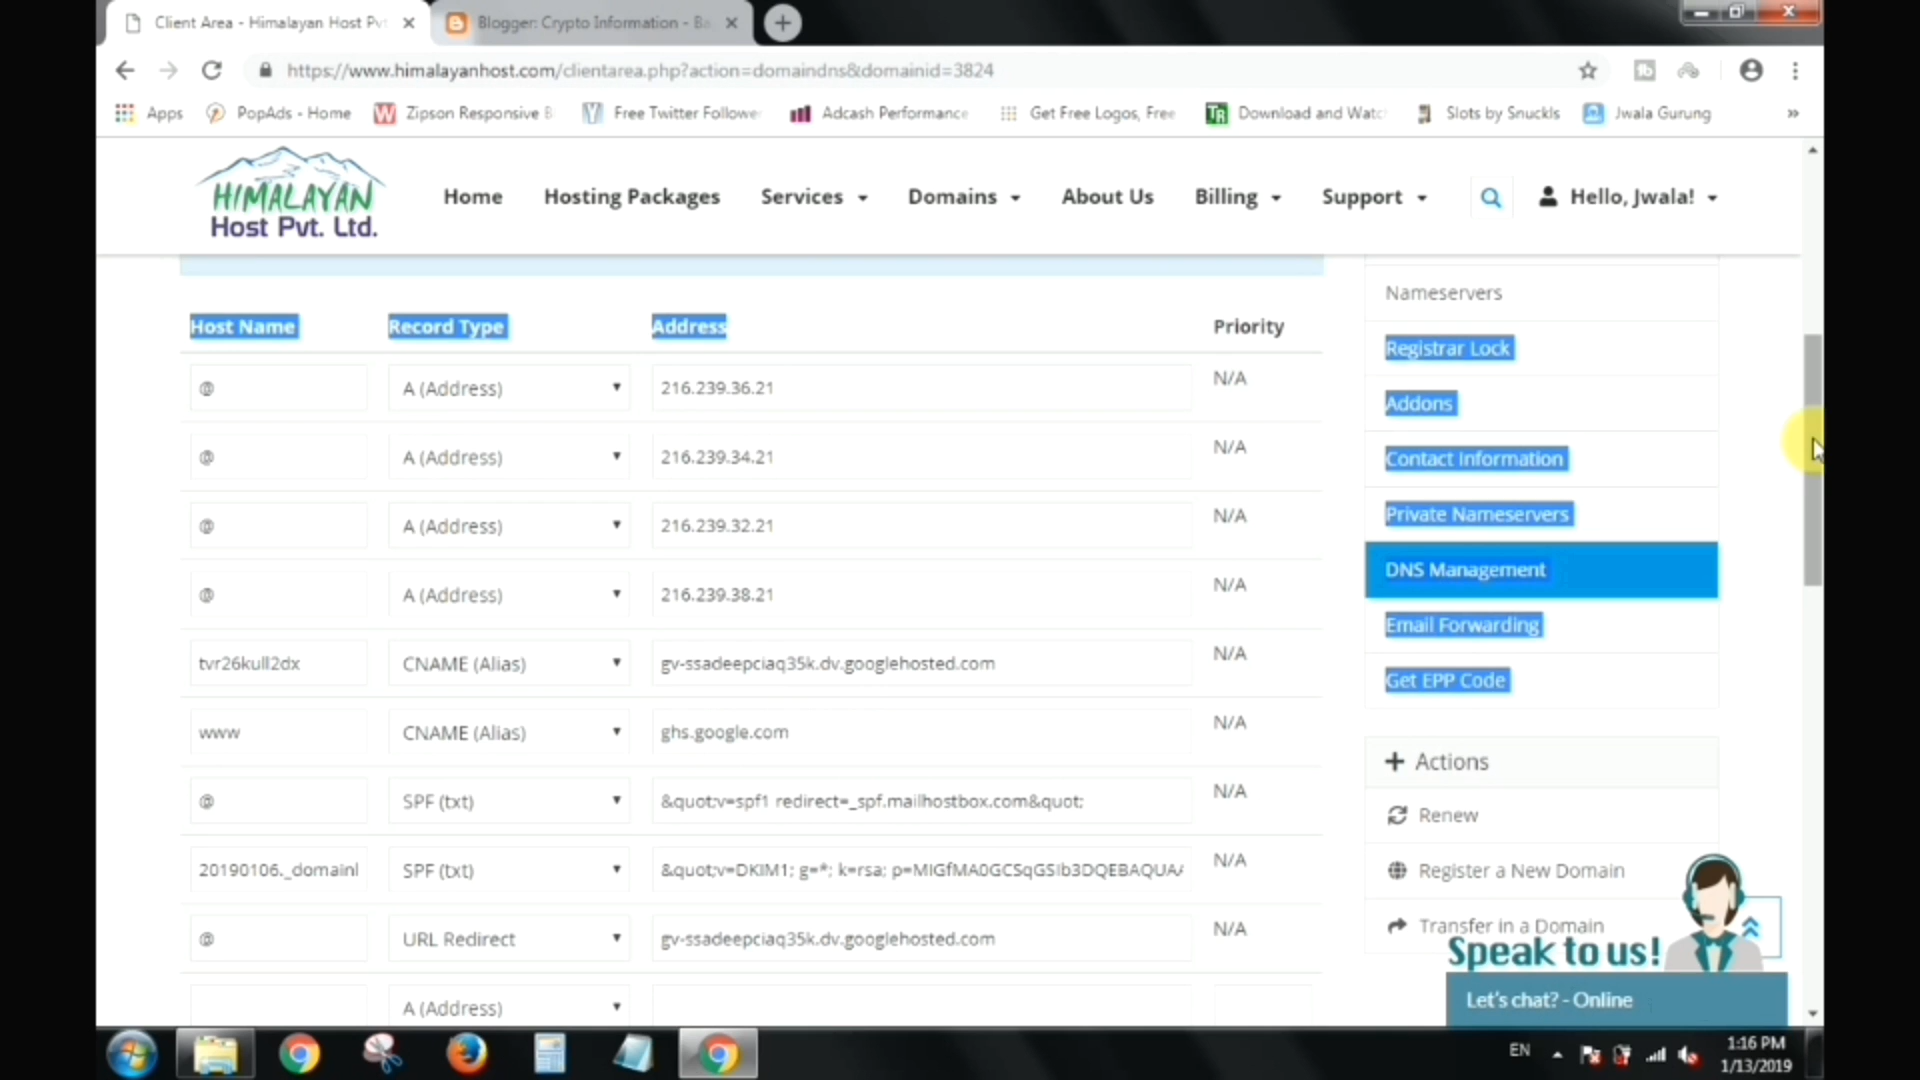 Client Area - Himalayan Host Pvt
Blogger: Crypto Information - Ba
https://www.himalayanhost.com/clientarea.php?action=domaindns&domainid=3824
Apps
PopAds - Home
Zipson Responsive B
Free Twitter Follower
Adcash Performance
Get Free Logos, Free
Download and Watc
Slots by Snuckls
Jwala Gurung
»
HIMALAYAN
Host Pvt. Ltd.
Home
Hosting Packages
Services
Domains
About Us
Billing
Support
Hello, Jwala!
Host Name Record Type Address Priority
@ A (Address) 216.239.36.21 N/A
@ A (Address) 216.239.34.21 N/A
@ A (Address) 216.239.32.21 N/A
@ A (Address) 216.239.38.21 N/A
tvr26kull2dx CNAME (Alias) gv-ssadeepciaq35k.dv.googlehosted.com N/A
www CNAME (Alias) ghs.google.com N/A
@ SPF (txt) &quot;v=spf1 redirect=_spf.mailhostbox.com&quot; N/A
20190106._domainl SPF (txt) &quot;v=DKIM1; g=*; k=rsa; p=MIGfMA0GCSqGSIb3DQEBAQUAA N/A
@ URL Redirect gv-ssadeepciaq35k.dv.googlehosted.com N/A
A (Address)
Nameservers
Registrar Lock
Addons
Contact Information
Private Nameservers
DNS Management
Email Forwarding
Get EPP Code
+ Actions
Renew
Register a New Domain
Transfer in a Domain
Speak to us!
Let's chat? - Online
EN
1:16 PM
1/13/2019